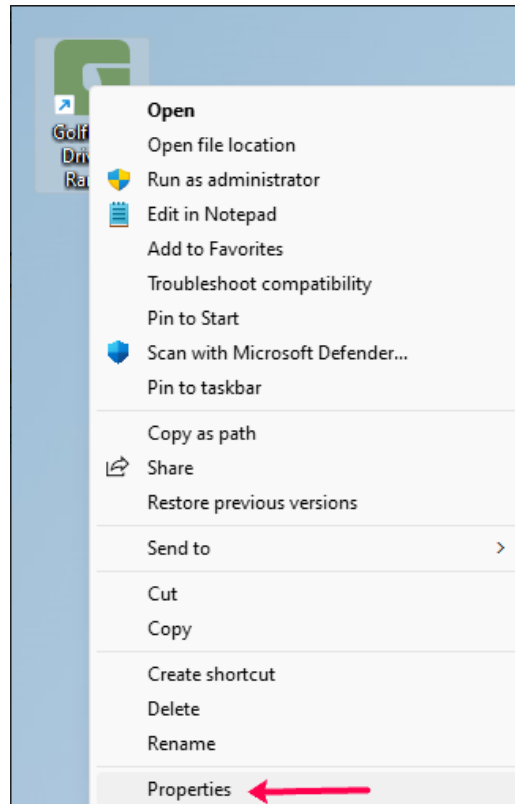 Golf
Dri
Ra
Open
Open file location
Run as administrator
Edit in Notepad
Add to Favorites
Troubleshoot compatibility
Pin to Start
Scan with Microsoft Defender...
Pin to taskbar
Copy as path
Share
Restore previous versions
Send to
Cut
Copy
Create shortcut
Delete
Rename
Properties